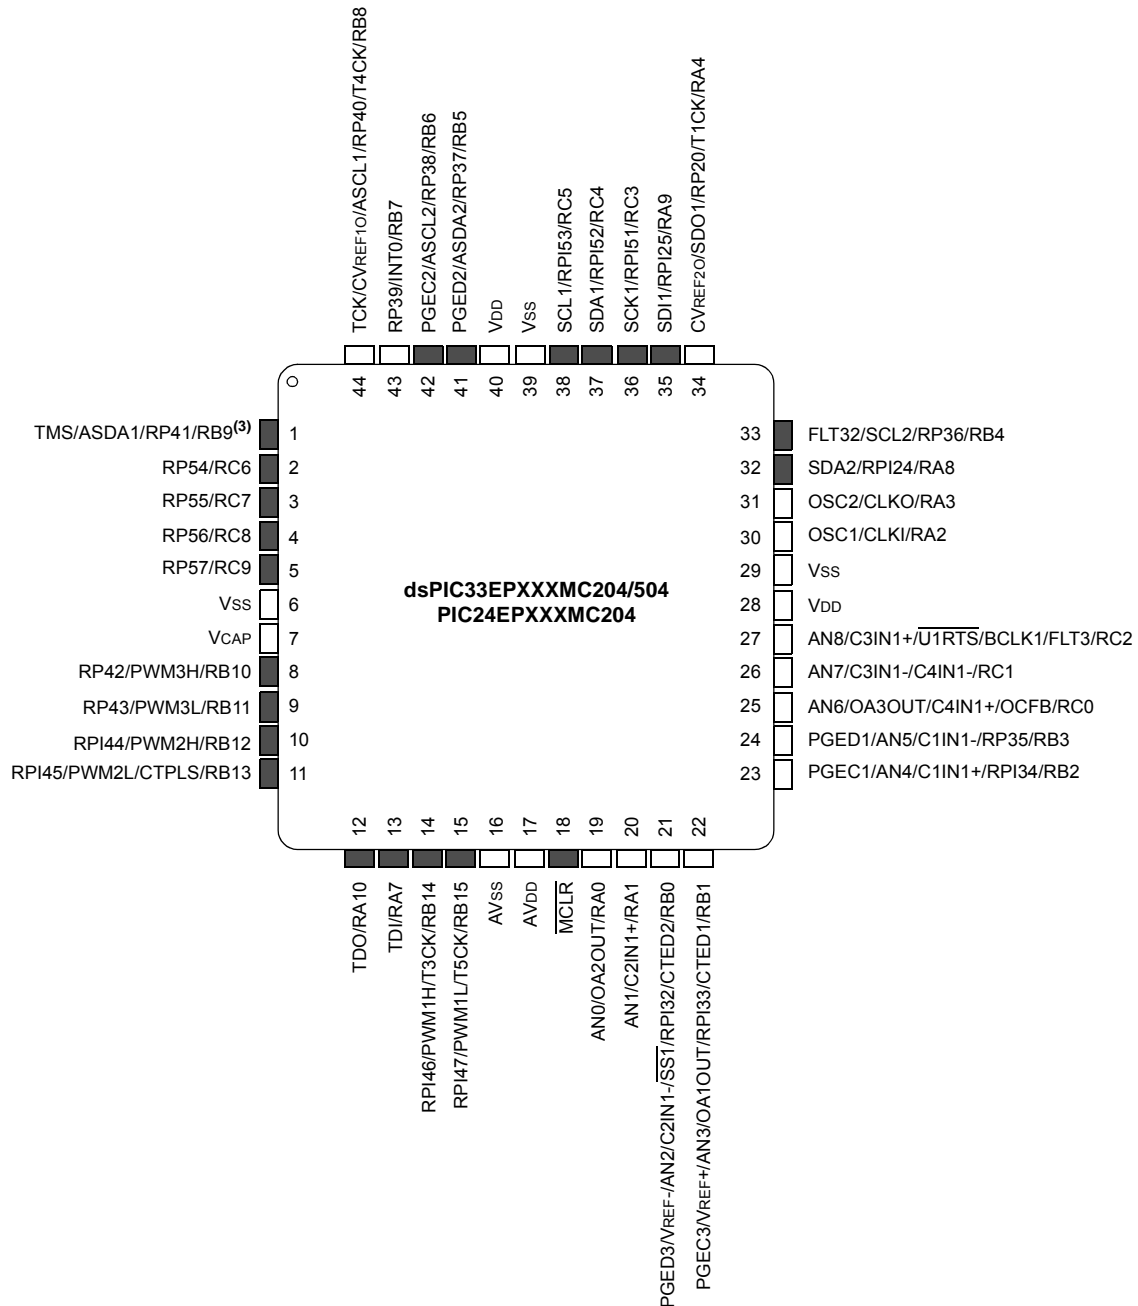 TCK/CVREF1O/ASCL1/RP40/T4CK/RB8
RP39/INT0/RB7
PGEC2/ASCL2/RP38/RB6
PGED2/ASDA2/RP37/RB5
VDD
VSS
SCL1/RPI53/RC5
SDA1/RPI52/RC4
SCK1/RPI51/RC3
SDI1/RPI25/RA9
CVREF2O/SDO1/RP20/T1CK/RA4
44 43 42 41 40 39 38 37 36 35 34
TMS/ASDA1/RP41/RB9(3) 1
RP54/RC6 2
RP55/RC7 3
RP56/RC8 4
RP57/RC9 5
VSS 6
VCAP 7
RP42/PWM3H/RB10 8
RP43/PWM3L/RB11 9
RPI44/PWM2H/RB12 10
RPI45/PWM2L/CTPLS/RB13 11
dsPIC33EPXXXMC204/504
PIC24EPXXXMC204
33 FLT32/SCL2/RP36/RB4
32 SDA2/RPI24/RA8
31 OSC2/CLKO/RA3
30 OSC1/CLKI/RA2
29 VSS
28 VDD
27 AN8/C3IN1+/U1RTS/BCLK1/FLT3/RC2
26 AN7/C3IN1-/C4IN1-/RC1
25 AN6/OA3OUT/C4IN1+/OCFB/RC0
24 PGED1/AN5/C1IN1-/RP35/RB3
23 PGEC1/AN4/C1IN1+/RPI34/RB2
12 13 14 15 16 17 18 19 20 21 22
TDO/RA10
TDI/RA7
RPI46/PWM1H/T3CK/RB14
RPI47/PWM1L/T5CK/RB15
AVSS
AVDD
MCLR
AN0/OA2OUT/RA0
AN1/C2IN1+/RA1
PGED3/VREF-/AN2/C2IN1-/SS1/RPI32/CTED2/RB0
PGEC3/VREF+/AN3/OA1OUT/RPI33/CTED1/RB1